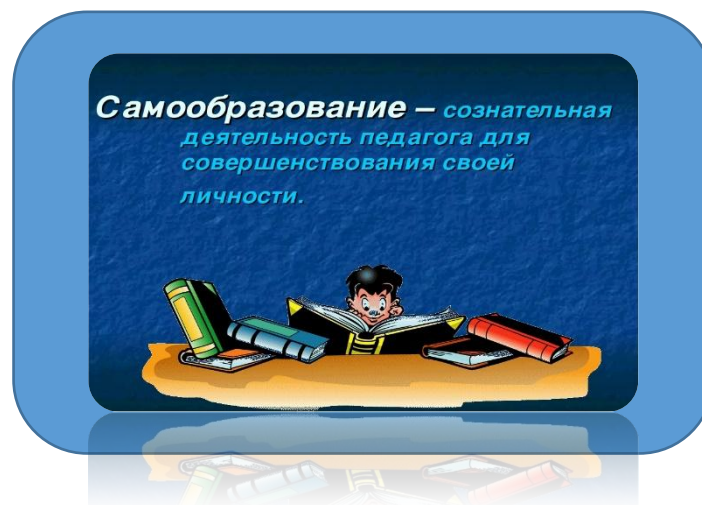 Самообразование – сознательная
деятельность педагога для
совершенствования своей
личности.